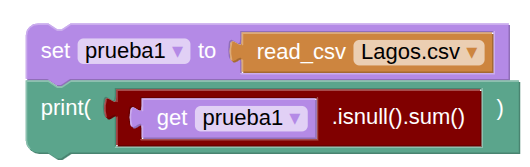 set prueba1 ▾ to read_csv Lagos.csv ▾
print( get prueba1 ▾ .isnull().sum() )